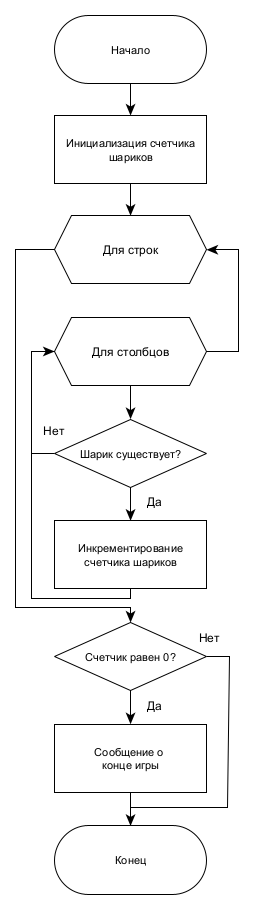 Начало
Инициализация счетчика
шариков
Для строк
Для столбцов
Нет
Шарик существует?
Да
Инкрементирование
счетчика шариков
Нет
Счетчик равен 0?
Да
Сообщение о
конце игры
Конец